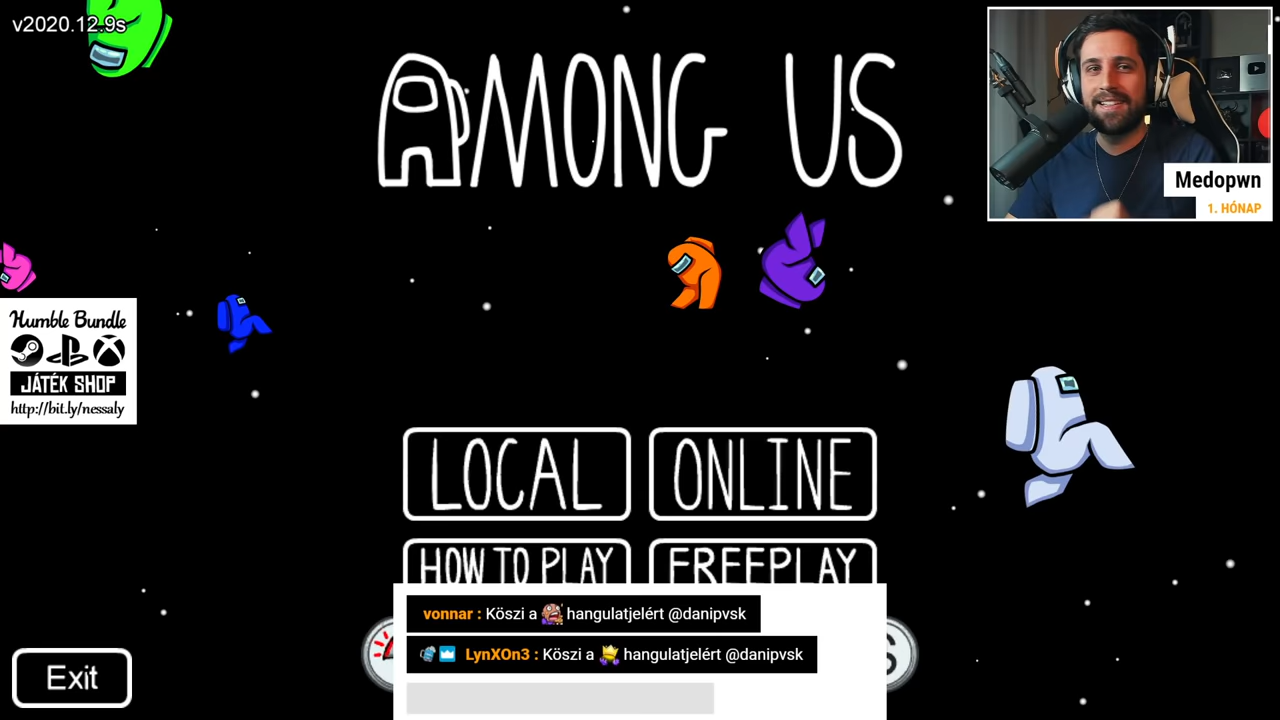 v2020.12.9s
AMONG US
Medopwn
1. HÓNAP
Humble Bundle
JÁTÉK SHOP
http://bit.ly/nessaly
LOCAL
ONLINE
HOW TO PLAY
FREEPLAY
vonnar : Köszi a hangulatjelért @danipvsk
LynXOn3 : Köszi a hangulatjelért @danipvsk
Exit